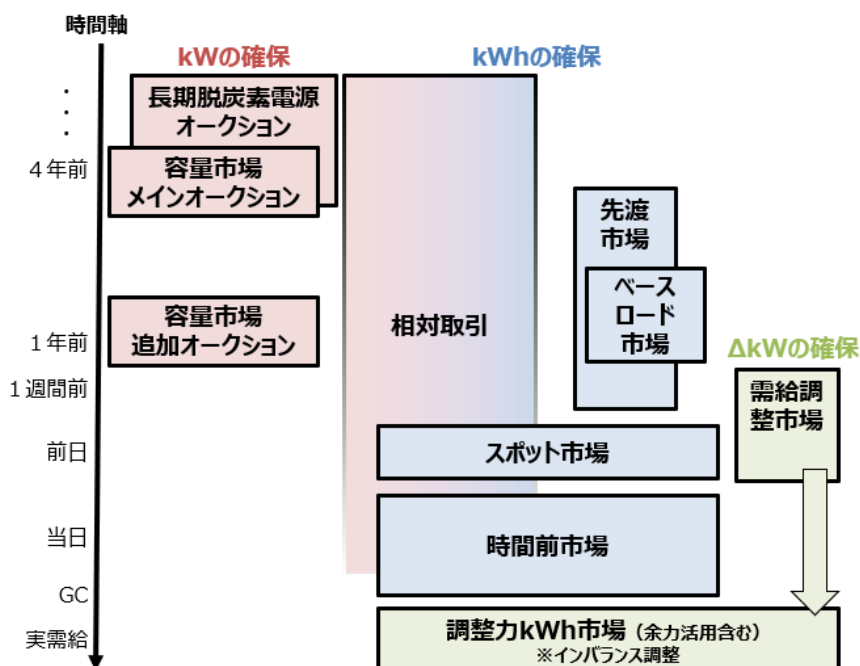 時間軸
kWの確保
kWhの確保
・
・
・
長期脱炭素電源
オークション
4年前
容量市場
メインオークション
先渡
市場
ベース
ロード
市場
容量市場
追加オークション
相対取引
1年前
ΔkWの確保
1週間前
需給調
整市場
前日
スポット市場
当日
時間前市場
GC
実需給
調整力kWh市場（余力活用含む）
※インバランス調整